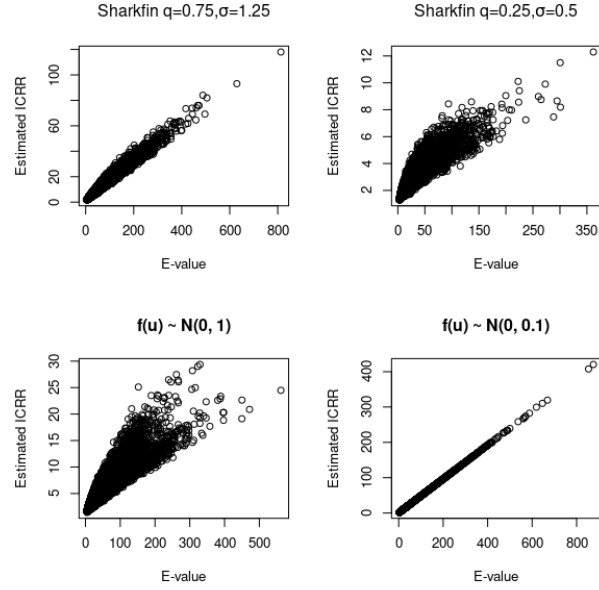 Sharkfin q=0.75,σ=1.25
Estimated ICRR
0 20 60 100
0 200 400 600 800
E-value
Sharkfin q=0.25,σ=0.5
Estimated ICRR
2 4 6 8 10 12
0 50 150 250 350
E-value
f(u) ~ N(0, 1)
Estimated ICRR
5 10 15 20 25 30
0 100 200 300 400 500
E-value
f(u) ~ N(0, 0.1)
Estimated ICRR
0 100 200 300 400
0 200 400 600 800
E-value